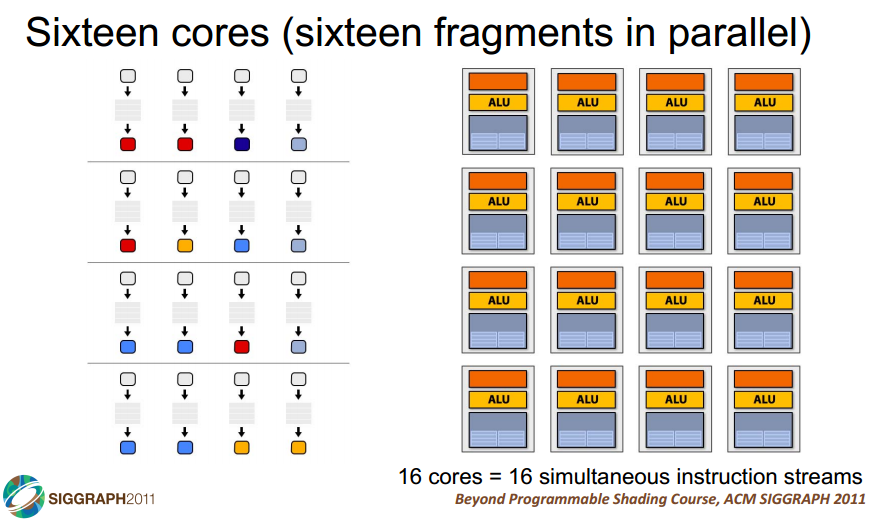 Sixteen cores (sixteen fragments in parallel)
ALU ALU ALU ALU
ALU ALU ALU ALU
ALU ALU ALU ALU
ALU ALU ALU ALU
16 cores = 16 simultaneous instruction streams
SIGGRAPH2011
Beyond Programmable Shading Course, ACM SIGGRAPH 2011